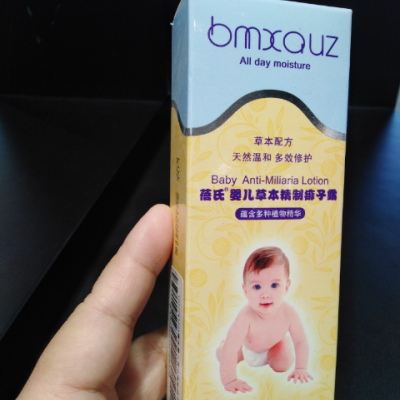 bmxauz
All day moisture
草本配方
天然温和 多效修护
Baby Anti-Miliaria Lotion
蓓氏®婴儿草本精制痱子露
蕴含多种植物精华